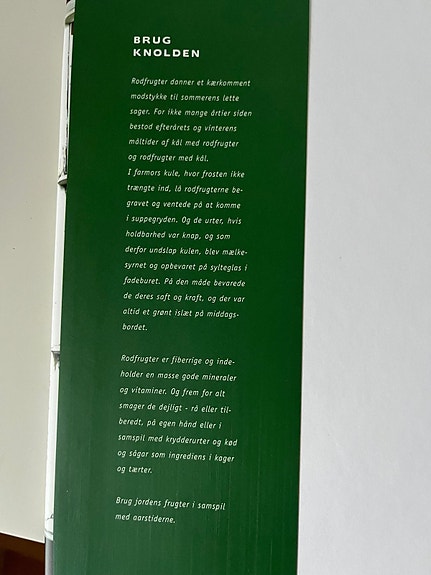 BRUG
KNOLDEN
Rodfrugter danner et kærkomment
modstykke til sommerens lette
sager. For ikke mange årtier siden
bestod efterårets og vinterens
måltider af kål med rodfrugter
og rodfrugter med kål.
I farmors kule, hvor frosten ikke
trængte ind, lå rodfrugterne be-
gravet og ventede på at komme
i suppegryden. Og de urter, hvis
holdbarhed var knap, og som
derfor undslap kulen, blev mælke-
syrnet og opbevaret på sylteglas i
fadeburet. På den måde bevarede
de deres saft og kraft, og der var
altid et grønt islæt på middags-
bordet.
Rodfrugter er fiberrige og inde-
holder en masse gode mineraler
og vitaminer. Og frem for alt
smager de dejligt - rå eller til-
beredt, på egen hånd eller i
samspil med krydderurter og kød
og sågar som ingrediens i kager
og tærter.
Brug jordens frugter i samspil
med aarstiderne.